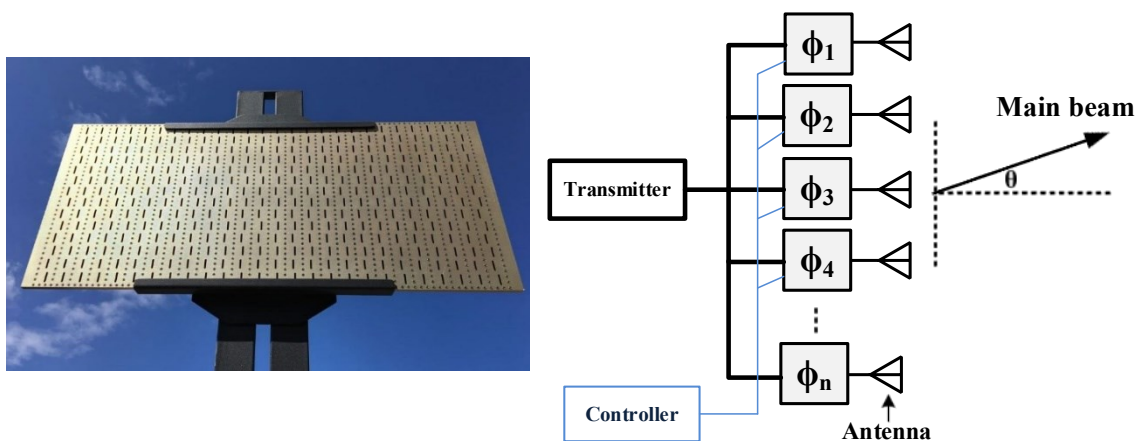 ϕ1
ϕ2
Main beam
Transmitter
ϕ3
θ
ϕ4
ϕn
Controller
Antenna